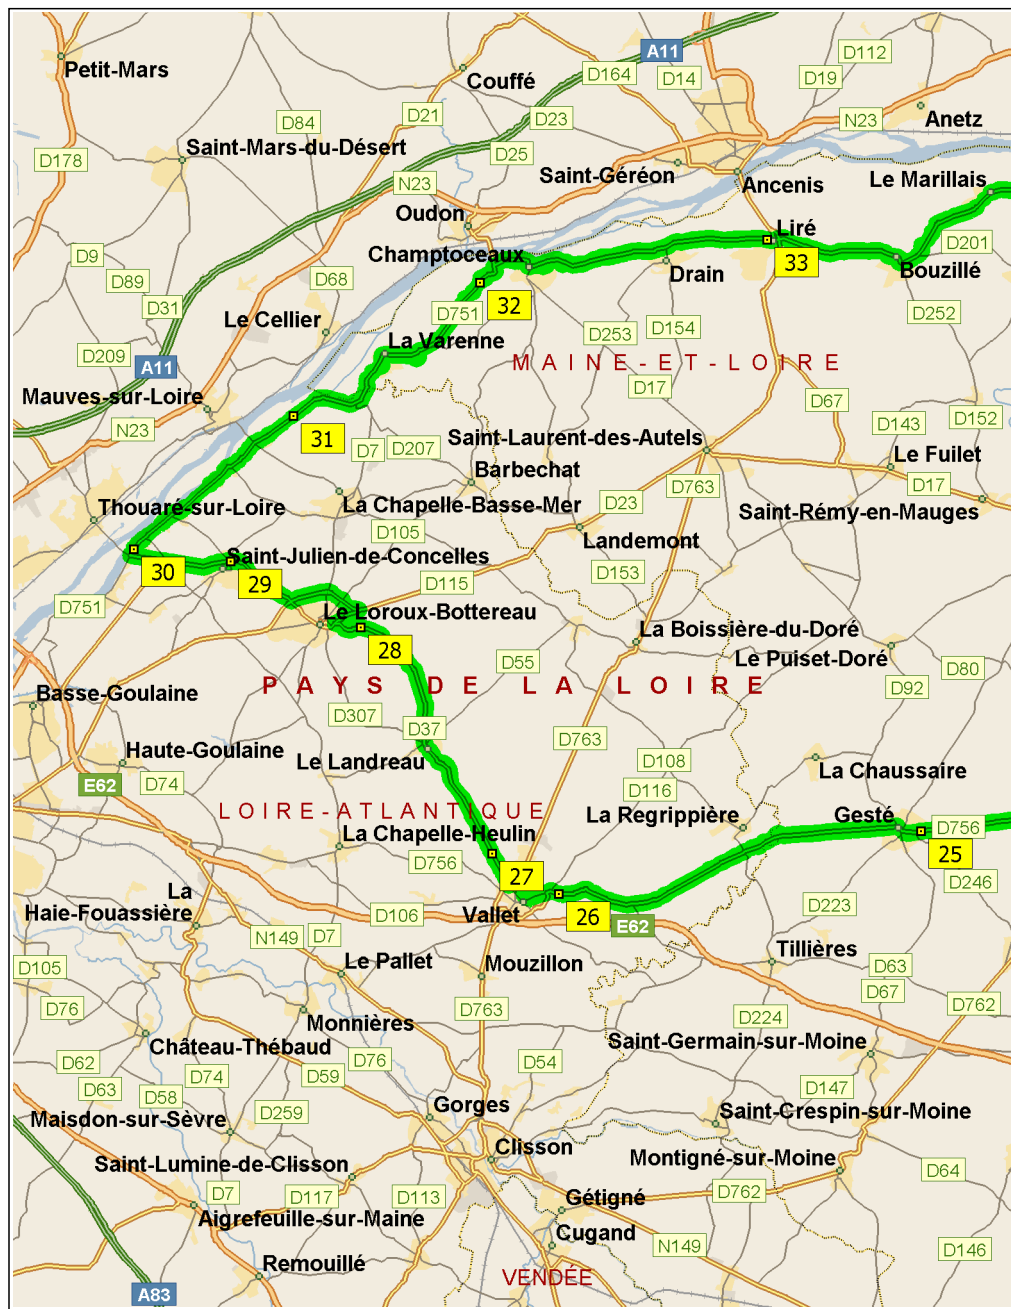 A11
Petit-Mars
Couffé
D164
D14
D19
D112
D84
D21
D23
N23
Anetz
D178
Saint-Mars-du-Désert
D25
Saint-Géréon
Ancenis
Le Marillais
N23
Oudon
Liré
D9
D89
D68
Champtoceaux
Drain
33
Bouzillé
D201
D31
Le Cellier
D751
32
D253
D154
D252
D209
A11
La Varenne
MAINE-ET-LOIRE
Mauves-sur-Loire
D17
D67
D143
D152
N23
31
D7
D207
Saint-Laurent-des-Autels
Barbechat
Le Fuilet
D763
D17
Thouaré-sur-Loire
La Chapelle-Basse-Mer
D23
Saint-Rémy-en-Mauges
D105
Landemont
30
Saint-Julien-de-Concelles
29
D115
D153
D751
Le Loroux-Bottereau
La Boissière-du-Doré
28
D55
Le Puiset-Doré
D80
Basse-Goulaine
PAYS DE LA LOIRE
D92
D307
D37
D763
Haute-Goulaine
Le Landreau
D108
La Chaussaire
E62
D74
D116
LOIRE-ATLANTIQUE
La Regrippière
Gesté
D756
La Chapelle-Heulin
25
D756
27
D246
La
Haie-Fouassière
D106
Vallet
26
E62
D223
N149
D7
Tillières
D105
Le Pallet
Mouzillon
D63
D76
D67
D762
Monnières
D763
D224
Château-Thébaud
Saint-Germain-sur-Moine
D62
D76
D54
D74
D59
D63
D58
D147
Maisdon-sur-Sèvre
D259
Gorges
Saint-Crespin-sur-Moine
Clisson
Saint-Lumine-de-Clisson
Montigné-sur-Moine
D64
D7
D117
D113
Gétigné
D762
Aigrefeuille-sur-Maine
Cugand
N149
D146
Remouillé
VENDÉE
A83